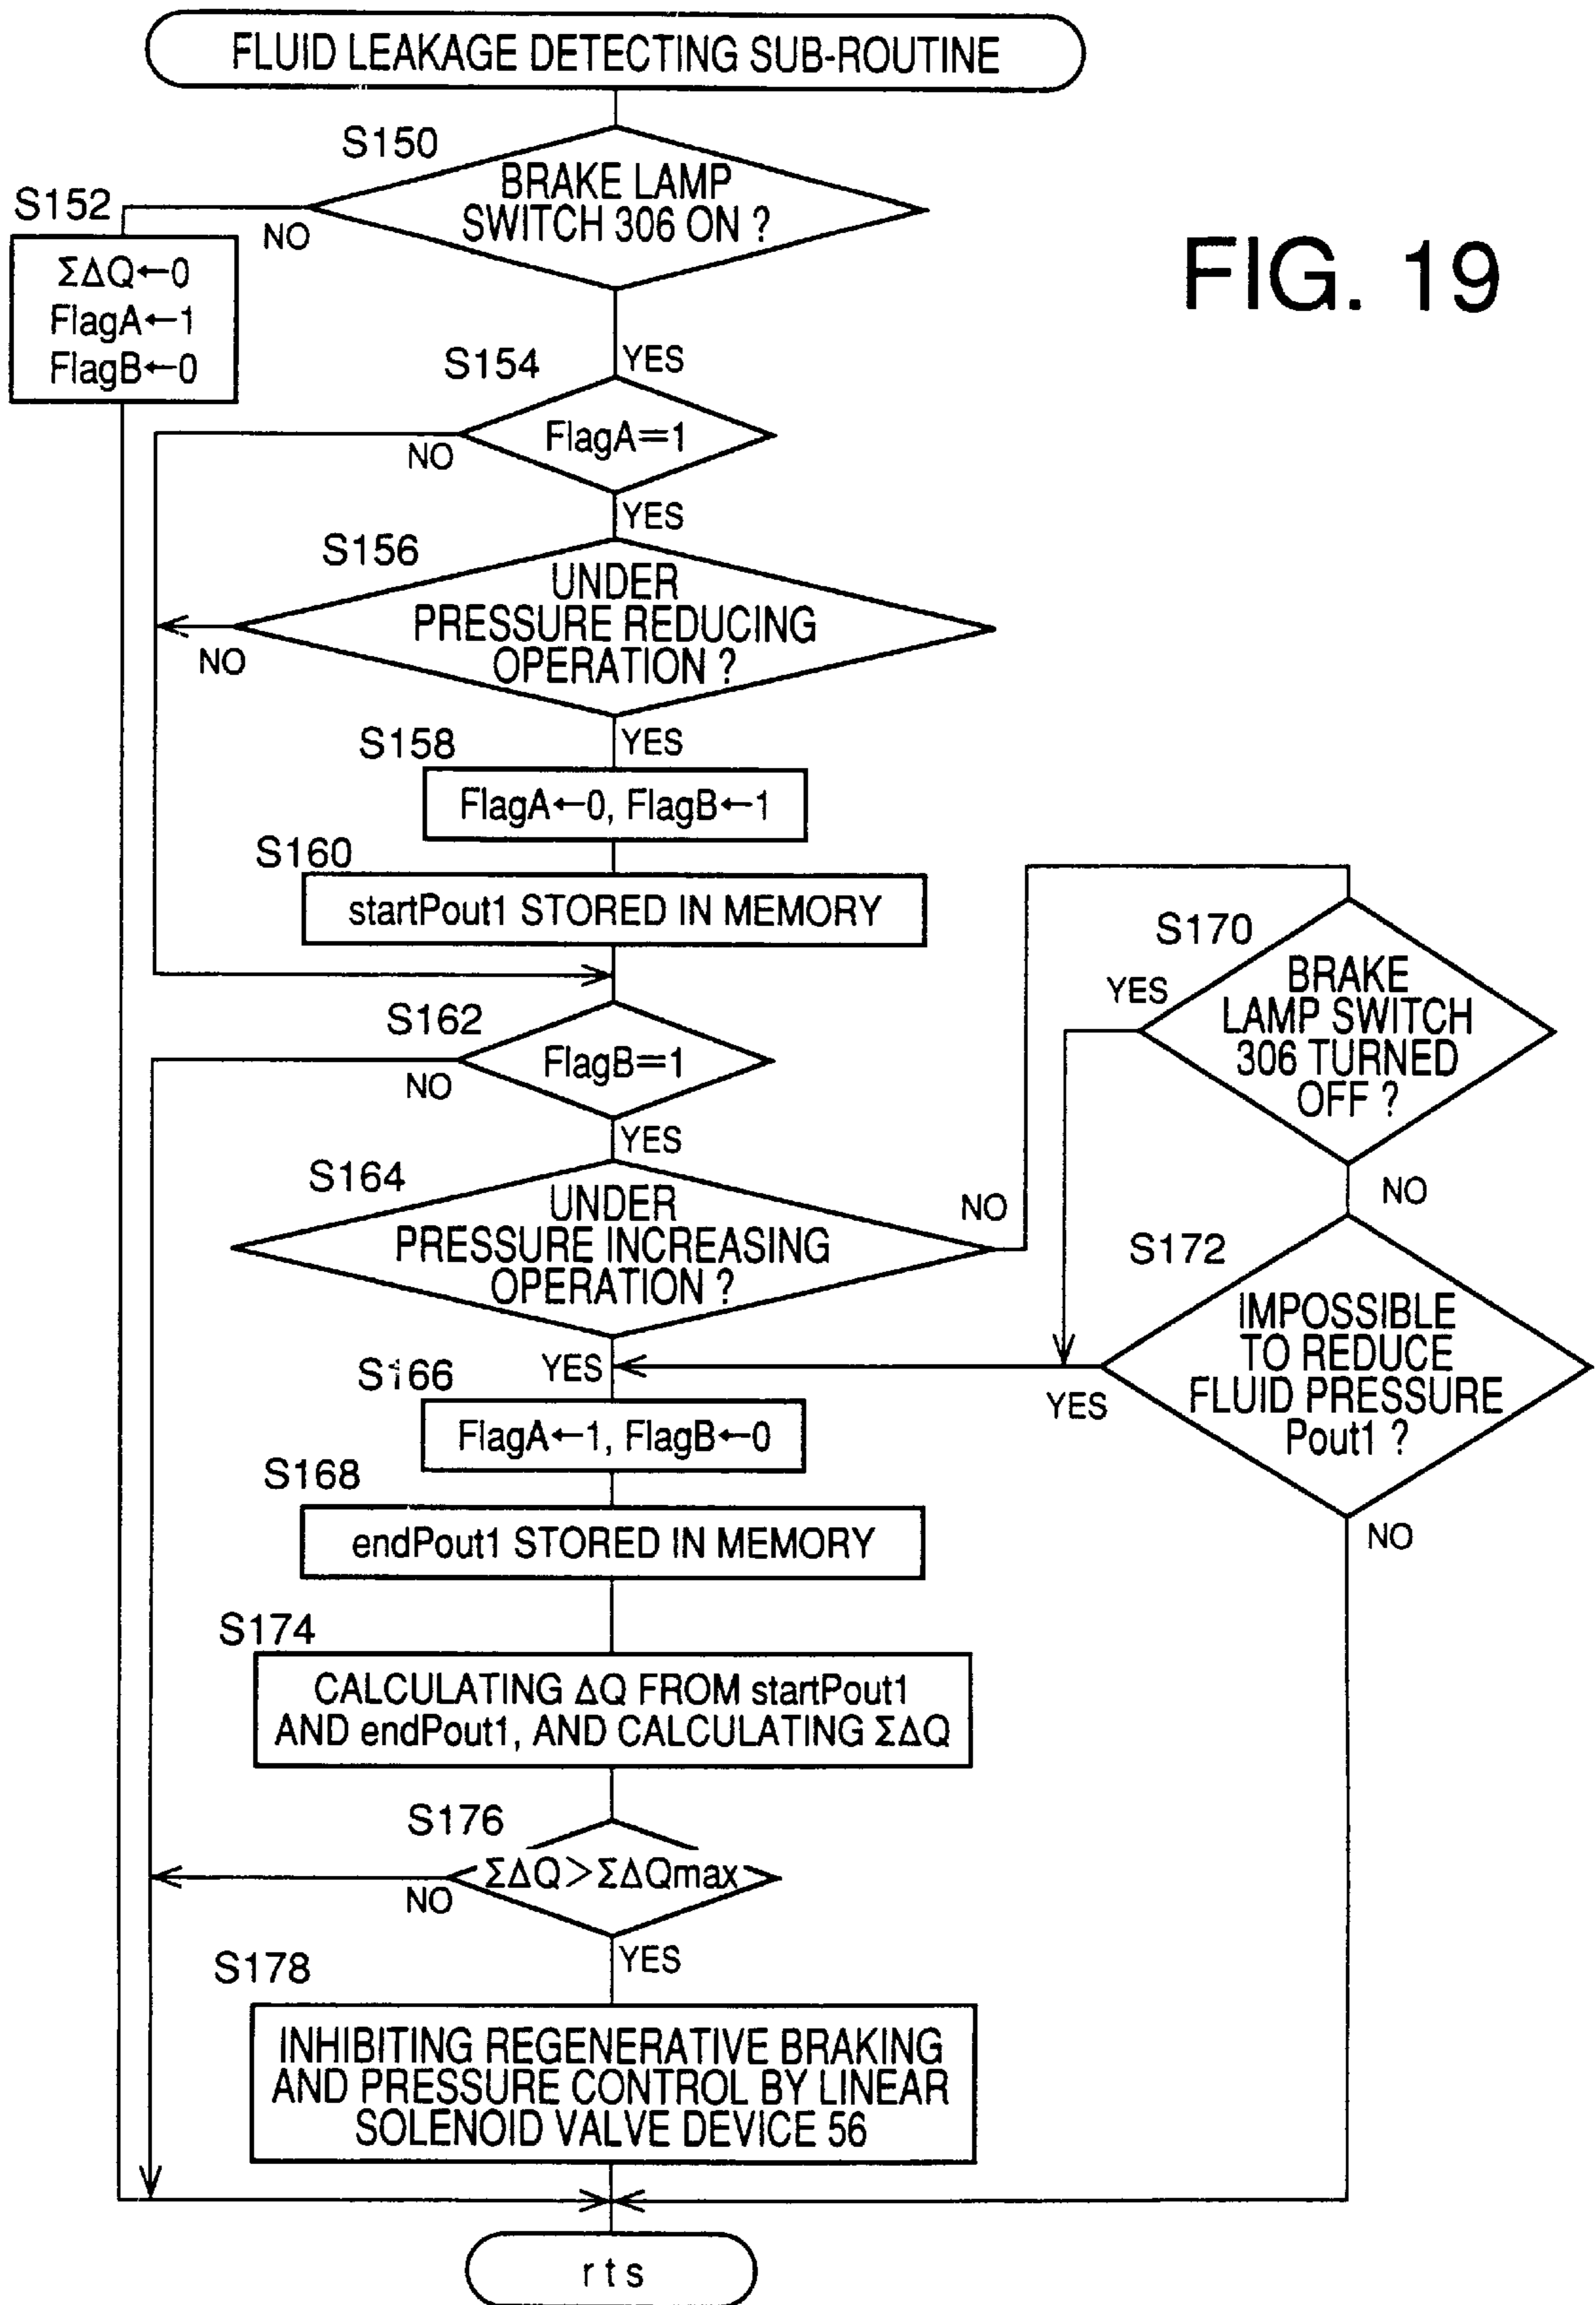 FLUID LEAKAGE DETECTING SUB-ROUTINE
S150
BRAKE LAMP
SWITCH 306 ON ?
NO
YES
S152
ΣΔQ←0
FlagA←1
FlagB←0
FIG. 19
S154
FlagA=1
NO
YES
S156
UNDER
PRESSURE REDUCING
OPERATION ?
NO
YES
S158
FlagA←0, FlagB←1
S160
startPout1 STORED IN MEMORY
S162
FlagB=1
NO
YES
S164
UNDER
PRESSURE INCREASING
OPERATION ?
NO
YES
S170
BRAKE
LAMP SWITCH
306 TURNED
OFF ?
YES
NO
S172
IMPOSSIBLE
TO REDUCE
FLUID PRESSURE
Pout1 ?
YES
NO
S166
FlagA←1, FlagB←0
S168
endPout1 STORED IN MEMORY
S174
CALCULATING ΔQ FROM startPout1
AND endPout1, AND CALCULATING ΣΔQ
S176
ΣΔQ>ΣΔQmax
NO
YES
S178
INHIBITING REGENERATIVE BRAKING
AND PRESSURE CONTROL BY LINEAR
SOLENOID VALVE DEVICE 56
rts